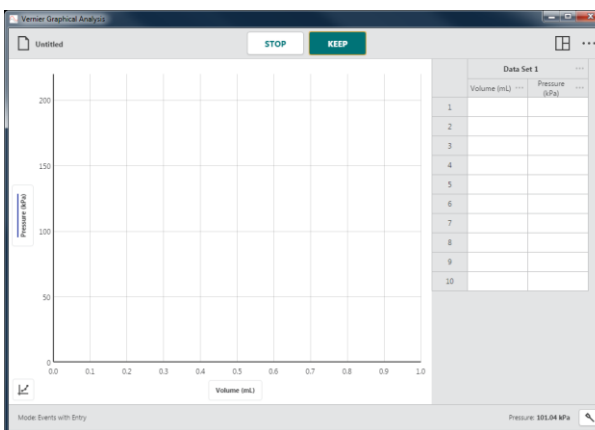 Vernier Graphical Analysis
Untitled
STOP
KEEP
Pressure (kPa)
200
150
100
50
0
0.0 0.1 0.2 0.3 0.4 0.5 0.6 0.7 0.8 0.9 1.0
Volume (mL)
Data Set 1
Volume (mL)
Pressure
(kPa)
1
2
3
4
5
6
7
8
9
10
Mode: Events with Entry
Pressure: 101.04 kPa